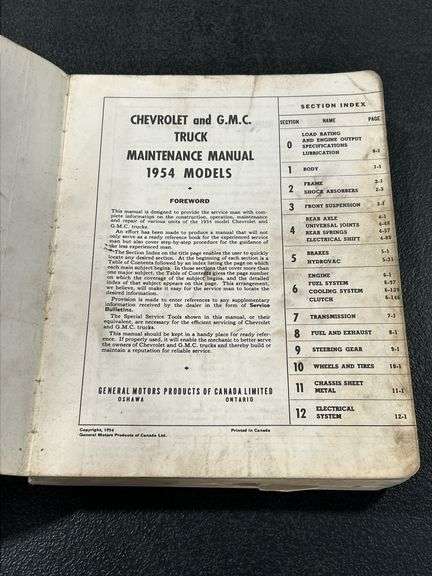 CHEVROLET and G.M.C.
TRUCK
MAINTENANCE MANUAL
1954 MODELS
FOREWORD
This manual is designed to provide the service man with complete information on the construction, operation, maintenance
and repair of various units of the 1954 model Chevrolet and
G.M.C. trucks.
An effort has been made to produce a manual that will not
only serve as a ready reference book for the experienced service
man but also cover step-by-step procedure for the guidance of
the less experienced man.
The Section Index on the title page enables the user to quickly
locate any desired section. At the beginning of each section is a
Table of Contents followed by an index listing the page on which
each main subject begins. In those sections that cover more than
one major subject, the Table of Contents gives the page number
on which the coverage of the subject begins, and the detailed
index of that subject appears on this page. This arrangement,
we believe, will make it easy for the service man to locate the
desired information.
Provision is made to enter references to any supplementary
information received by the dealer in the form of Service
Bulletins.
The Special Service Tools shown in this manual, or their
equivalent, are necessary for the efficient servicing of Chevrolet
and G.M.C. trucks.
This manual should be kept in a handy place for ready reference. If properly used, it will enable the mechanic to better serve
the owners of Chevrolet and G.M.C. trucks and thereby build or
maintain a reputation for reliable service.
GENERAL MOTORS PRODUCTS OF CANADA LIMITED
OSHAWA ONTARIO
Copyright, 1954
General Motors Products of Canada Ltd.
Printed in Canada
SECTION INDEX
SECTION NAME PAGE
0 LOAD RATING
AND ENGINE OUTPUT
SPECIFICATIONS
LUBRICATION 0-1
1 BODY 1-1
2 FRAME 2-1
SHOCK ABSORBERS 2-3
3 FRONT SUSPENSION 3-1
4 REAR AXLE
UNIVERSAL JOINTS
REAR SPRINGS
ELECTRICAL SHIFT
5 BRAKES 5-1
HYDROVAC
6 ENGINE 6-1
FUEL SYSTEM
COOLING SYSTEM
CLUTCH
7 TRANSMISSION 7-1
8 FUEL AND EXHAUST 8-1
9 STEERING GEAR 9-1
10 WHEELS AND TIRES 10-1
11 CHASSIS SHEET
METAL 11-1
12 ELECTRICAL
SYSTEM 12-1